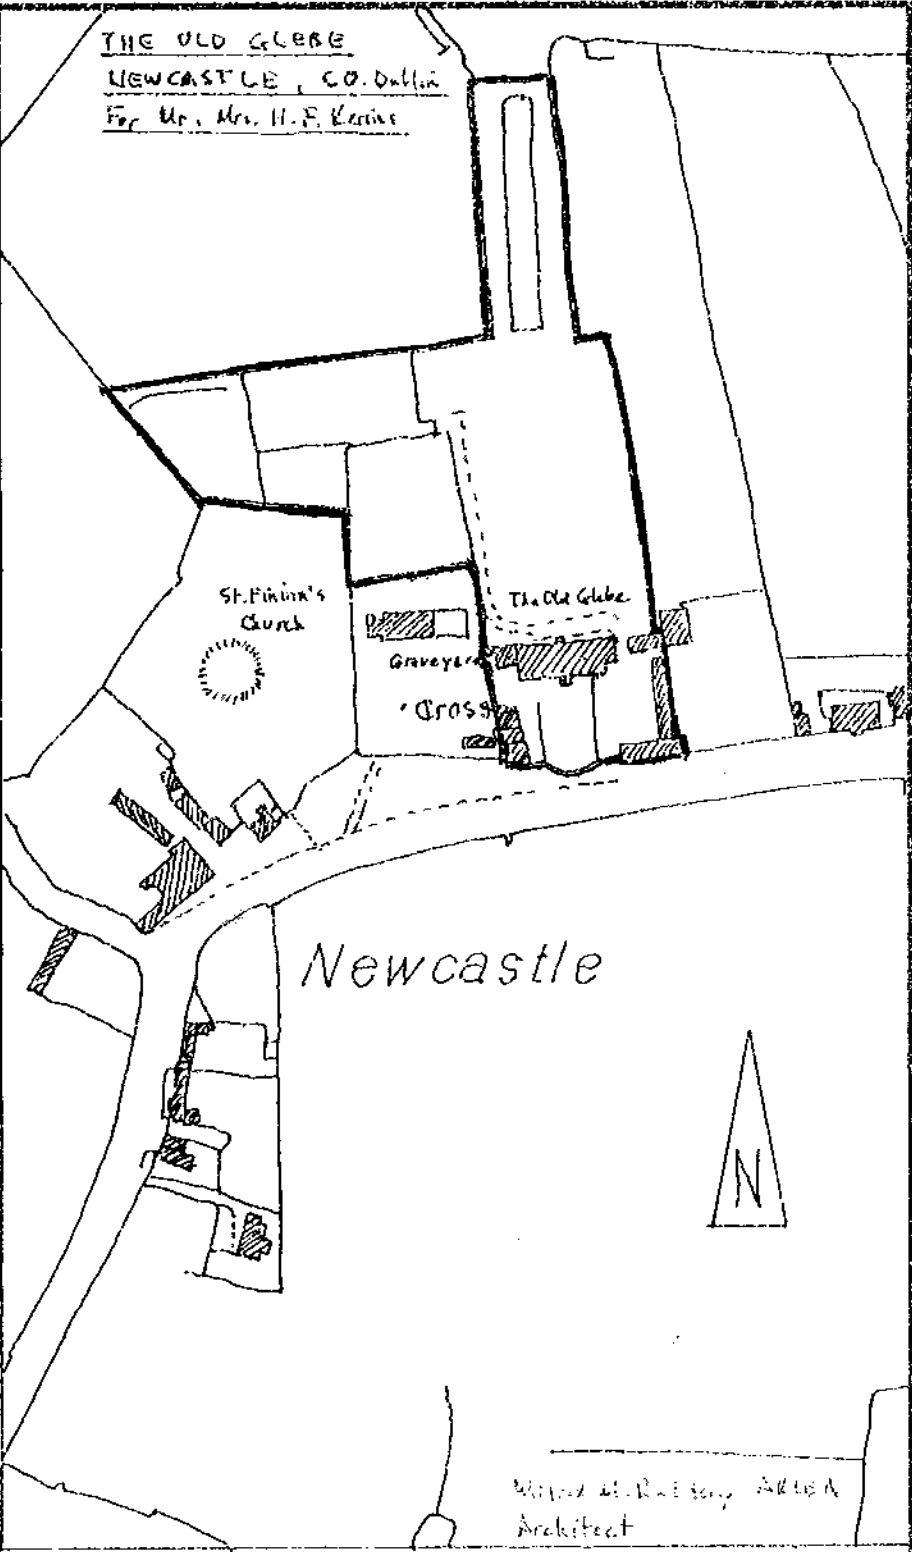 THE OLD GLEBE
NEWCASTLE, CO. Dublin
For Mr. Mrs. H. F. Kerins
St. Finian's
Church
The Old Glebe
Graveyard
Cross
Newcastle
N
ARIBA
Architect